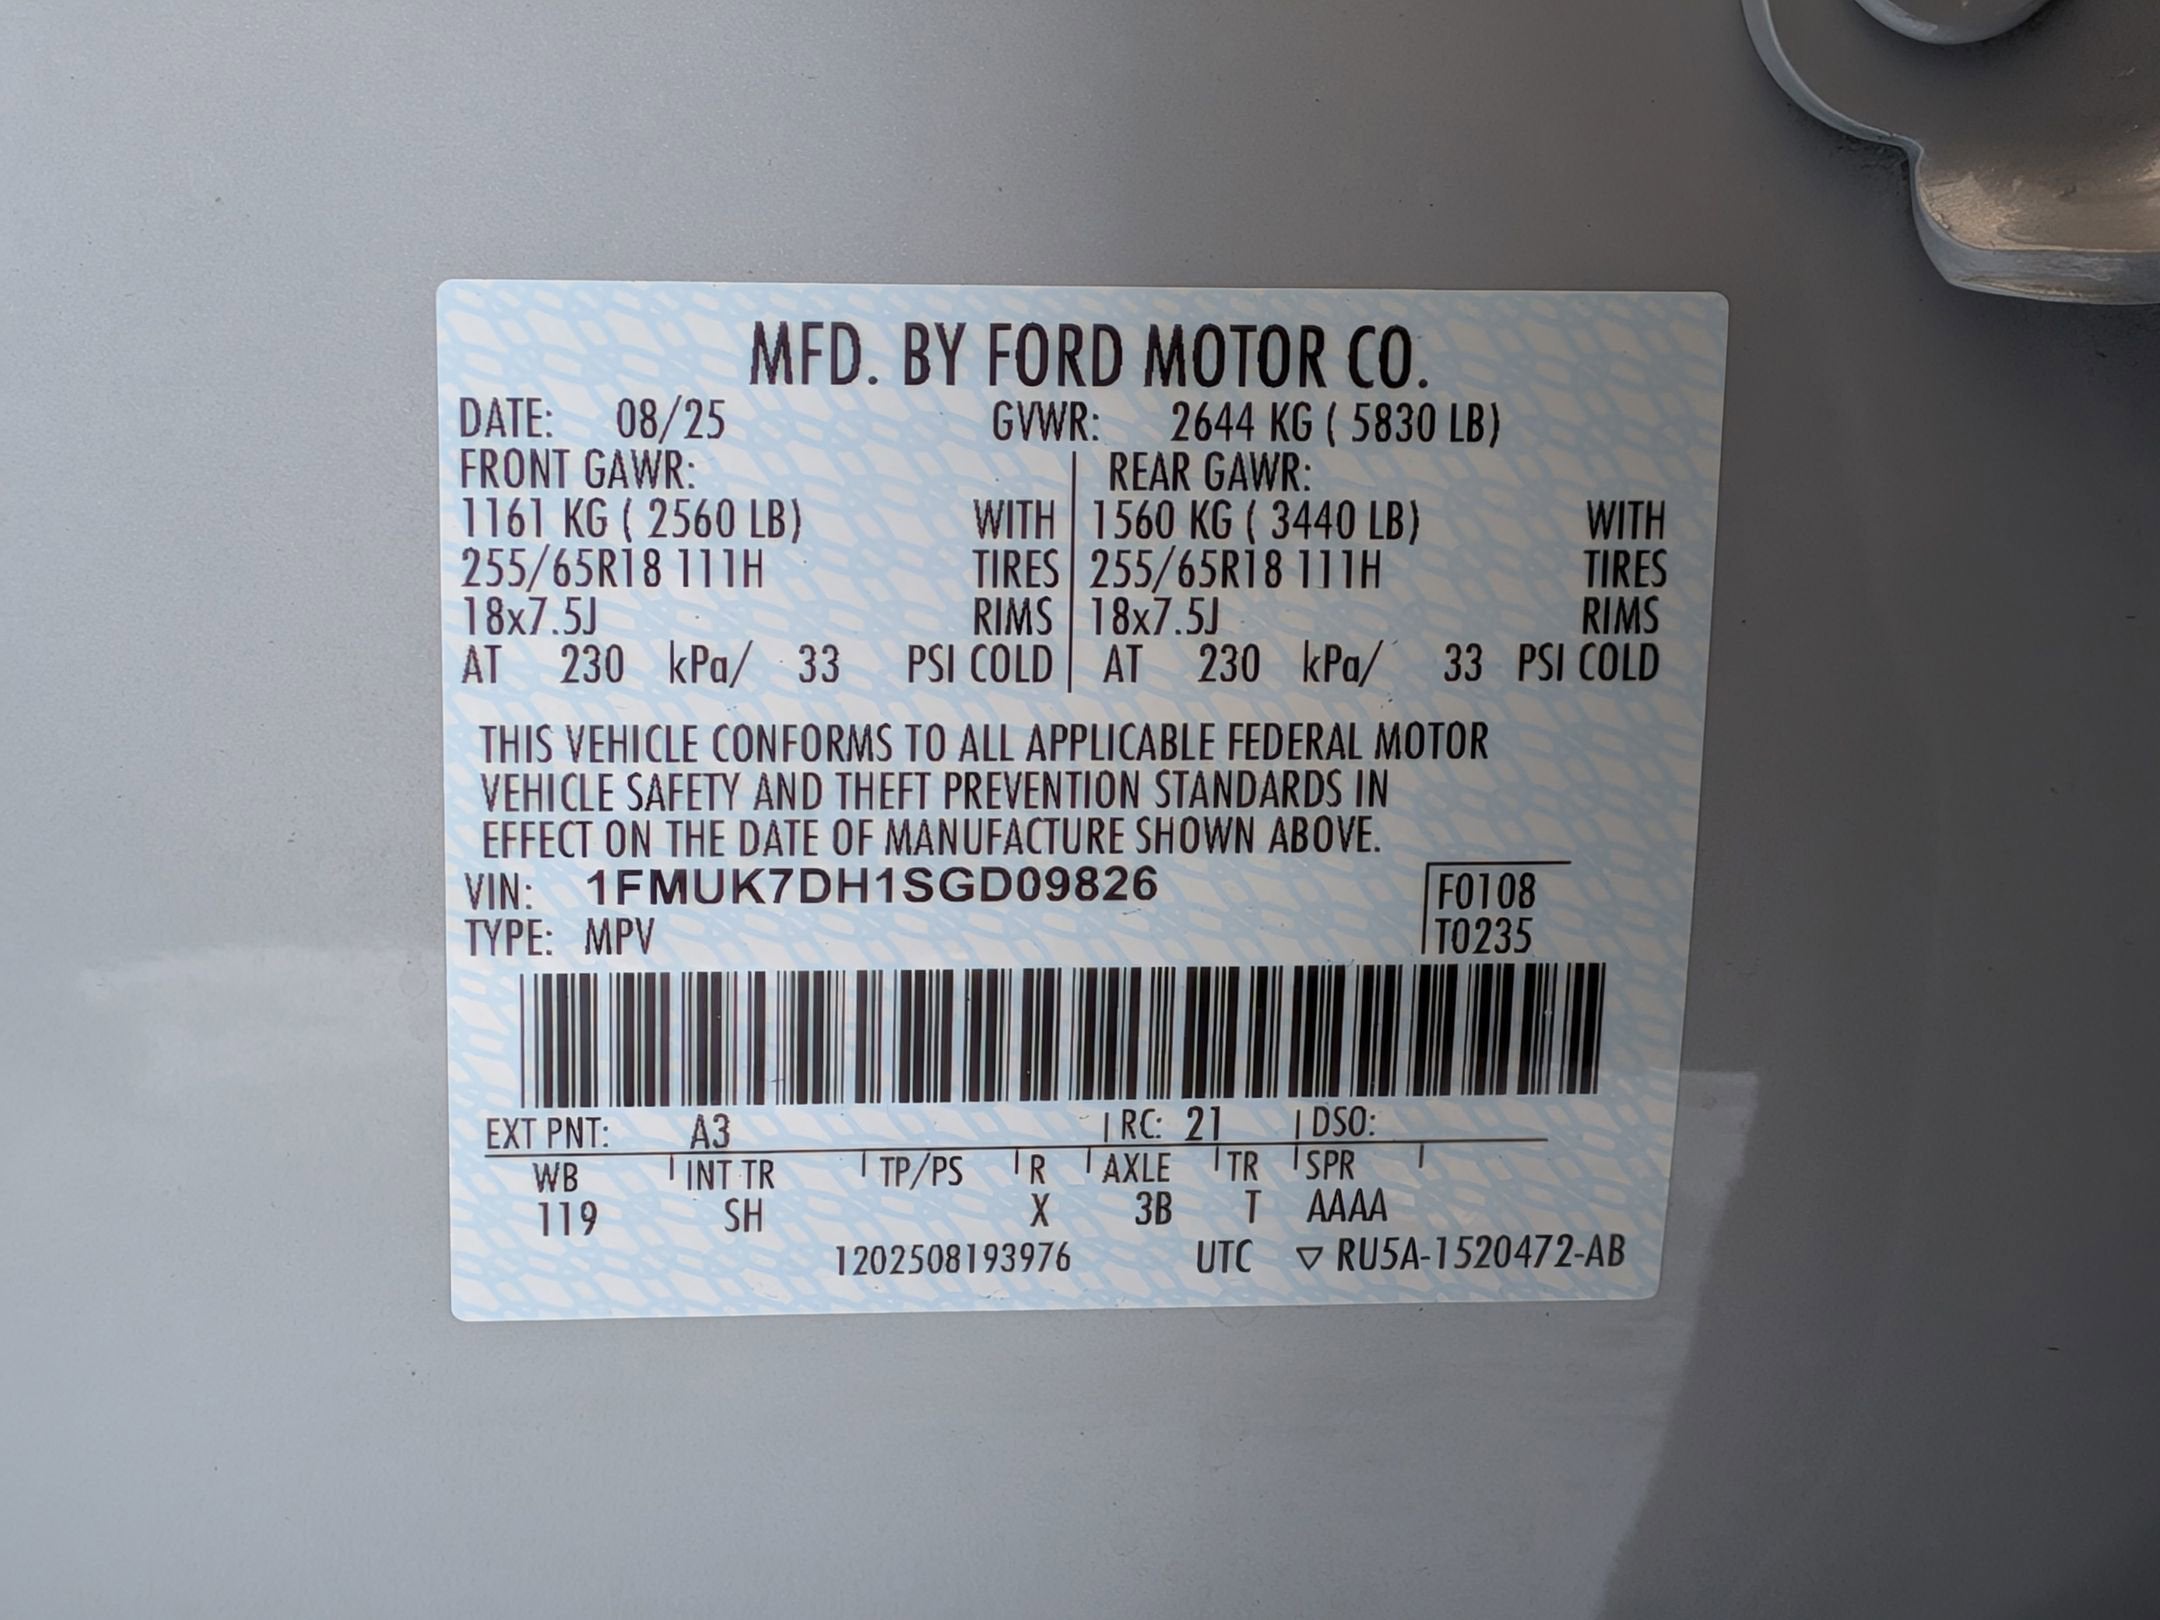 MFD. BY FORD MOTOR CO.
DATE: 08/25 GVWR: 2644 KG ( 5830 LB)
FRONT GAWR: REAR GAWR:
1161 KG ( 2560 LB) WITH 1560 KG ( 3440 LB) WITH
255/65R18 111H TIRES 255/65R18 111H TIRES
18x7.5J RIMS 18x7.5J RIMS
AT 230 kPa/ 33 PSI COLD AT 230 kPa/ 33 PSI COLD
THIS VEHICLE CONFORMS TO ALL APPLICABLE FEDERAL MOTOR
VEHICLE SAFETY AND THEFT PREVENTION STANDARDS IN
EFFECT ON THE DATE OF MANUFACTURE SHOWN ABOVE.
VIN: 1FMUK7DH1SGD09826 F0108
TYPE: MPV T0235
EXT PNT: A3 RC: 21 DSO:
WB INT TR TP/PS R AXLE TR SPR
119 SH X 3B T AAAA
1202508193976 UTC ▽ RU5A-1520472-AB